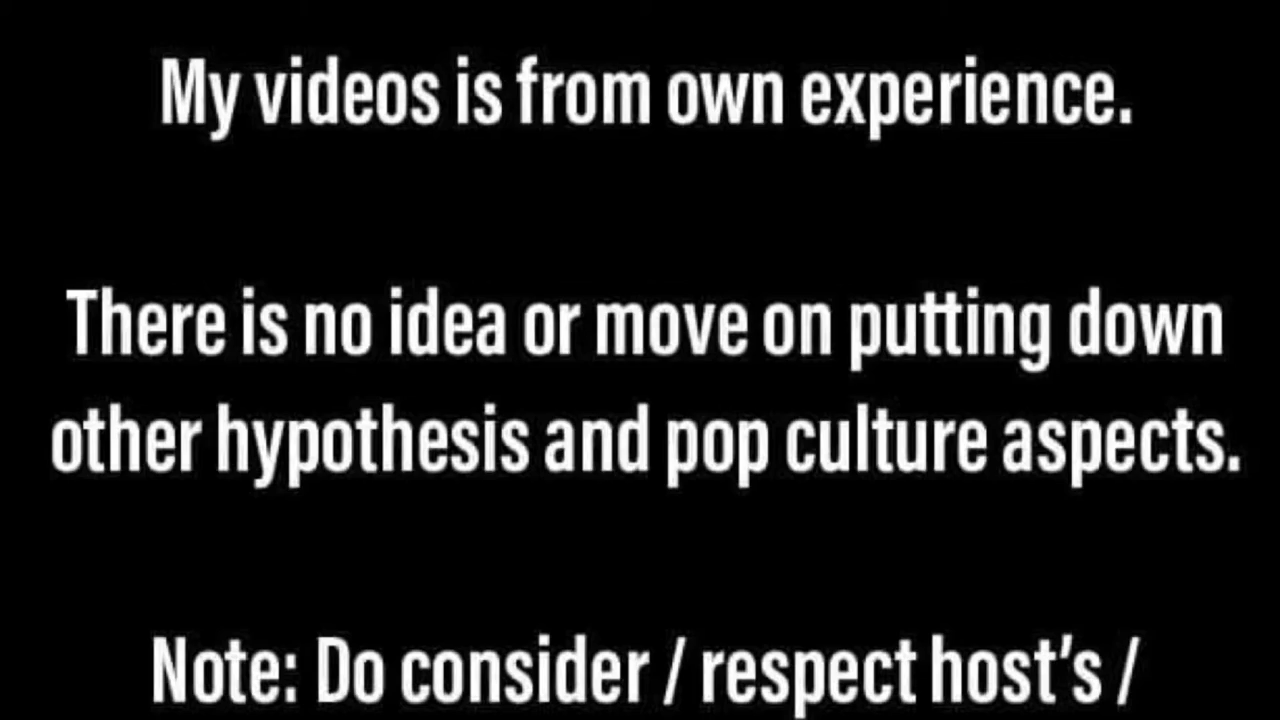 My videos is from own experience.
There is no idea or move on putting down
other hypothesis and pop culture aspects.
Note: Do consider / respect host's /